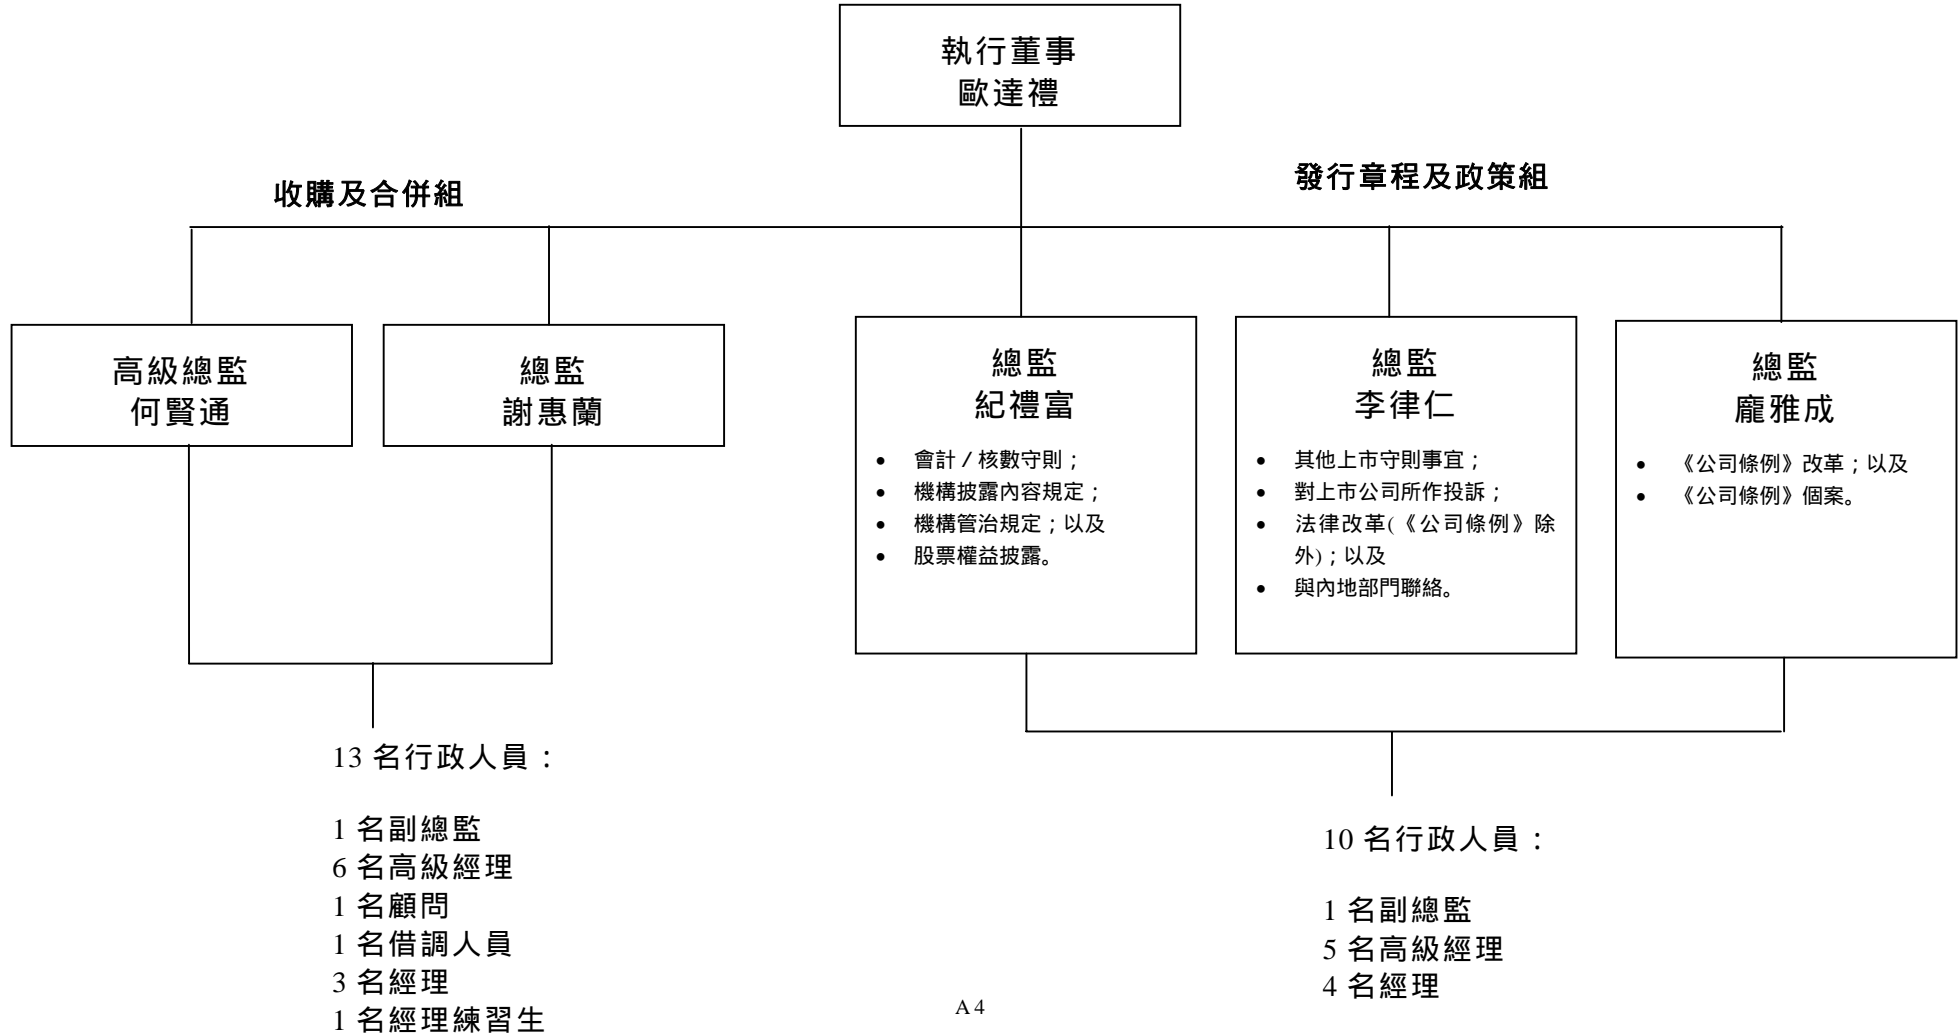 執行董事
歐達禮
收購及合併組
發行章程及政策組
高級總監
何賢通
總監
謝惠蘭
總監
紀禮富
• 會計／核數守則；
• 機構披露內容規定；
• 機構管治規定；以及
• 股票權益披露。
總監
李律仁
• 其他上市守則事宜；
• 對上市公司所作投訴；
• 法律改革(《公司條例》除
外)；以及
• 與內地部門聯絡。
總監
龐雅成
• 《公司條例》改革；以及
• 《公司條例》個案。
13 名行政人員：
1 名副總監
6 名高級經理
1 名顧問
1 名借調人員
3 名經理
1 名經理練習生
10 名行政人員：
1 名副總監
5 名高級經理
4 名經理
A4